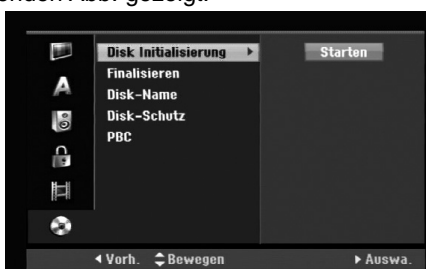 Disk Initialisierung ▶ Starten
Finalisieren
Disk-Name
Disk-Schutz
PBC
◀ Vorh. Bewegen ▶ Auswa.